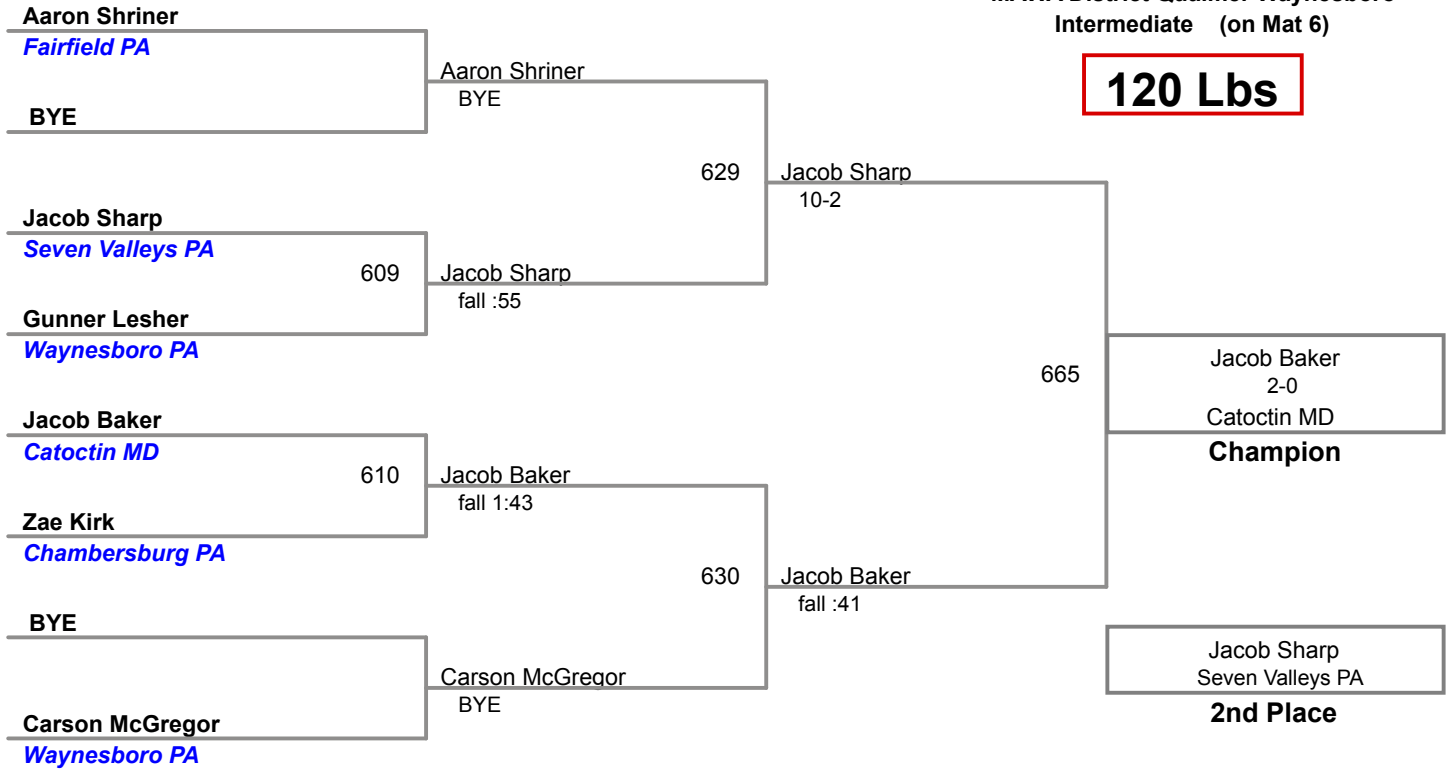 Intermediate (on Mat 6)
120 Lbs
Aaron Shriner
Fairfield PA
Aaron Shriner
BYE
BYE
629
Jacob Sharp
10-2
Jacob Sharp
Seven Valleys PA
609
Jacob Sharp
fall :55
Gunner Lesher
Waynesboro PA
665
Jacob Baker
2-0
Catoctin MD
Champion
Jacob Baker
Catoctin MD
610
Jacob Baker
fall 1:43
Zae Kirk
Chambersburg PA
630
Jacob Baker
fall :41
BYE
Jacob Sharp
Seven Valleys PA
2nd Place
Carson McGregor
BYE
Carson McGregor
Waynesboro PA